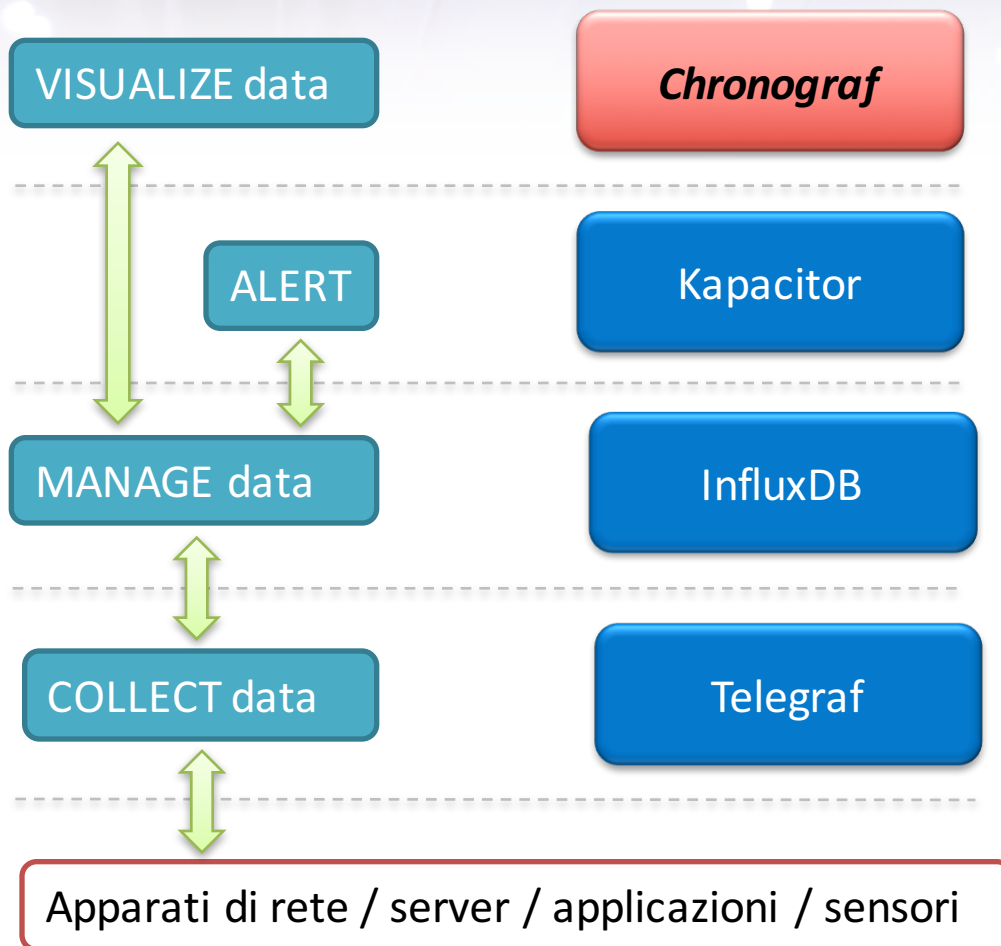 VISUALIZE data
Chronograf
ALERT
Kapacitor
MANAGE data
InfluxDB
COLLECT data
Telegraf
Apparati di rete / server / applicazioni / sensori